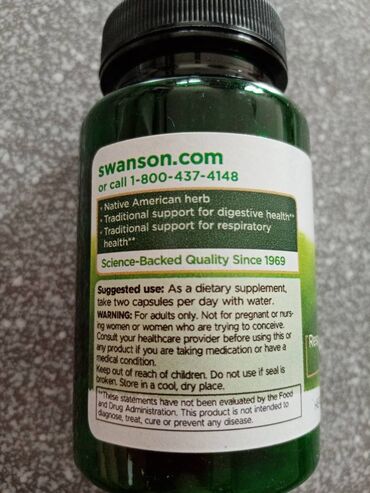 swanson.com
or call 1-800-437-4148
• Native American herb
• Traditional support for digestive health**
• Traditional support for respiratory
health**
Science-Backed Quality Since 1969
Suggested use: As a dietary supplement,
take two capsules per day with water.
WARNING: For adults only. Not for pregnant or nurs-
ing women or women who are trying to conceive.
Consult your healthcare provider before using this or
any product if you are taking medication or have a
medical condition.
Keep out of reach of children. Do not use if seal is
broken. Store in a cool, dry place.
**These statements have not been evaluated by the Food
and Drug Administration. This product is not intended to
diagnose, treat, cure or prevent any disease.